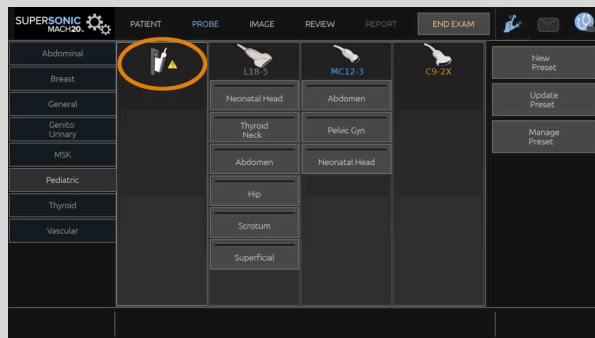 SUPERSONIC
MACH20.
PATIENT
PROBE
IMAGE
REVIEW
REPORT
END EXAM
Abdominal
Breast
General
Genito
Urinary
MSK
Pediatric
Thyroid
Vascular
L18-5
Neonatal Head
Thyroid
Neck
Abdomen
Hip
Scrotum
Superficial
MC12-3
Abdomen
Pelvic Gyn
Neonatal Head
C9-2X
New
Preset
Update
Preset
Manage
Preset